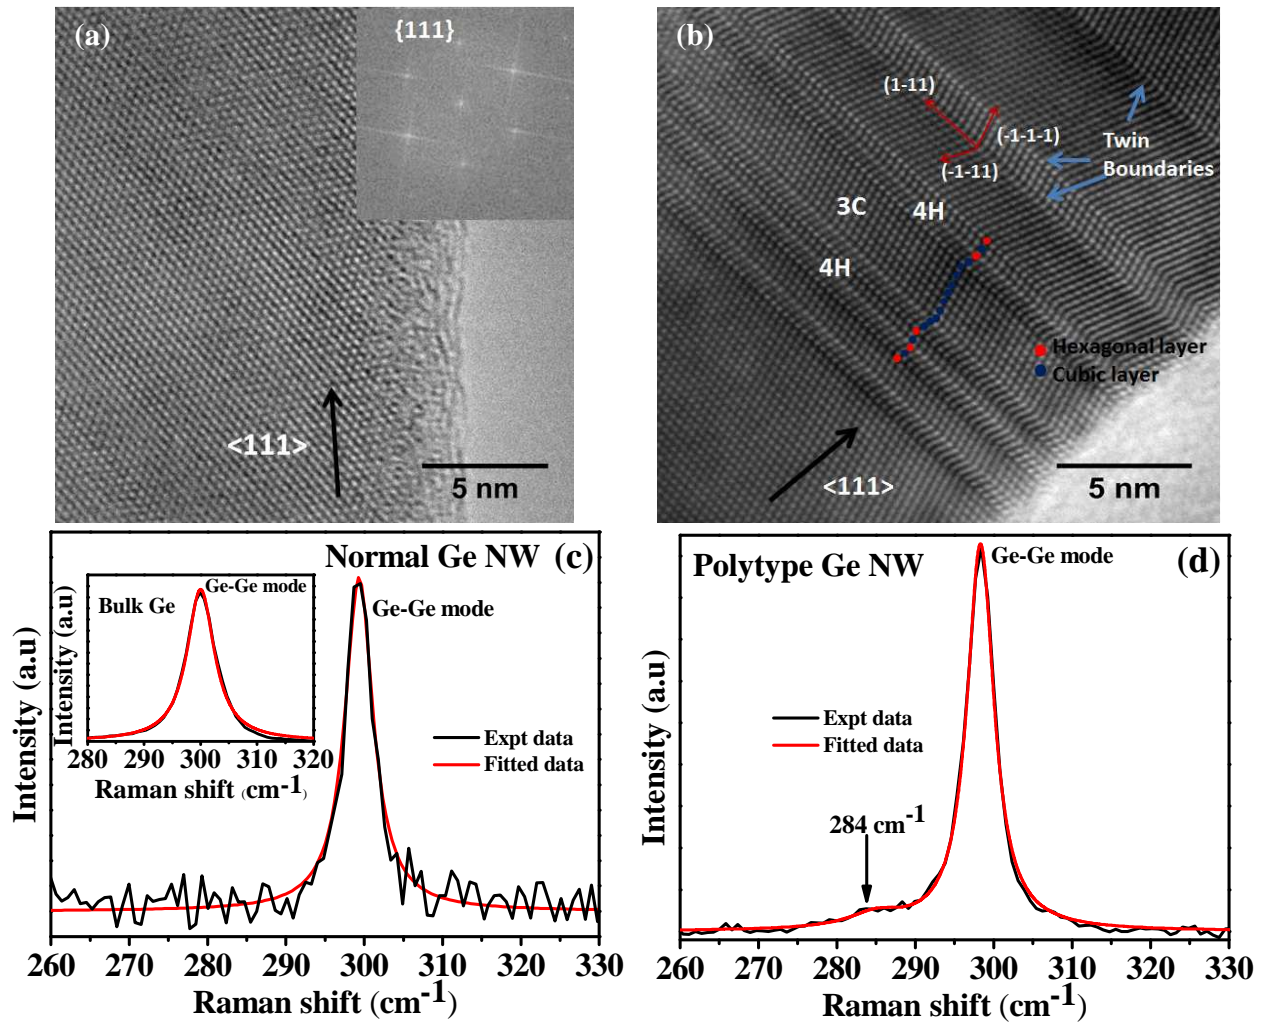 (a)
{111}
<111>
5 nm
(b)
(1-11)
(-1-1-1)
(-1-11)
Twin
Boundaries
3C
4H
4H
Hexagonal layer
Cubic layer
<111>
5 nm
Normal Ge NW (c)
Ge-Ge mode
Bulk Ge
Intensity (a.u)
280 290 300 310 320
Raman shift (cm-1)
Ge-Ge mode
Expt data
Fitted data
Intensity (a.u)
260 270 280 290 300 310 320 330
Raman shift (cm-1)
Polytype Ge NW
Ge-Ge mode
(d)
Expt data
Fitted data
284 cm-1
Intensity (a.u)
260 270 280 290 300 310 320 330
Raman shift (cm-1)